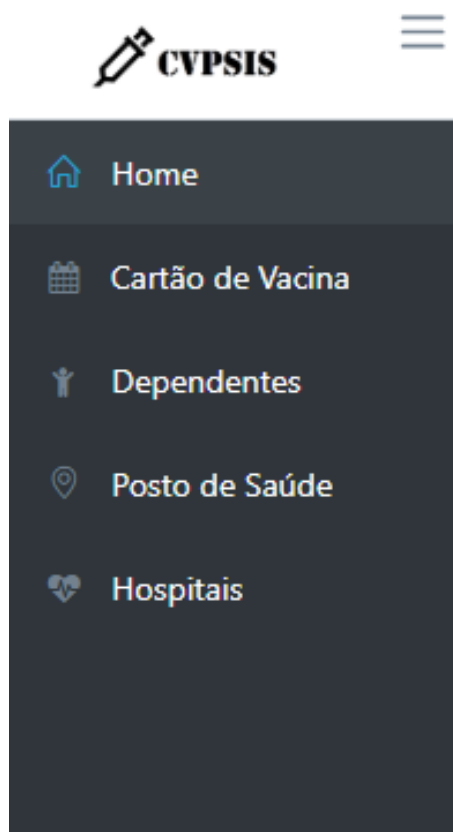 CVPSIS
Home
Cartão de Vacina
Dependentes
Posto de Saúde
Hospitais